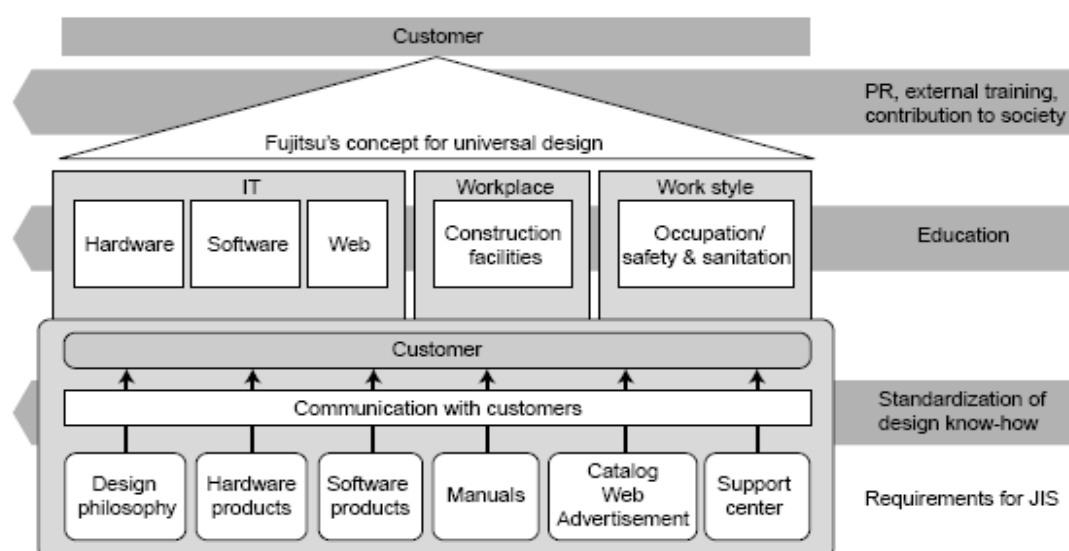 Customer
PR, external training,
contribution to society
Fujitsu's concept for universal design
IT
Workplace
Work style
Hardware
Software
Web
Construction
facilities
Occupation/
safety & sanitation
Education
Customer
Communication with customers
Standardization of
design know-how
Design
philosophy
Hardware
products
Software
products
Manuals
Catalog
Web
Advertisement
Support
center
Requirements for JIS